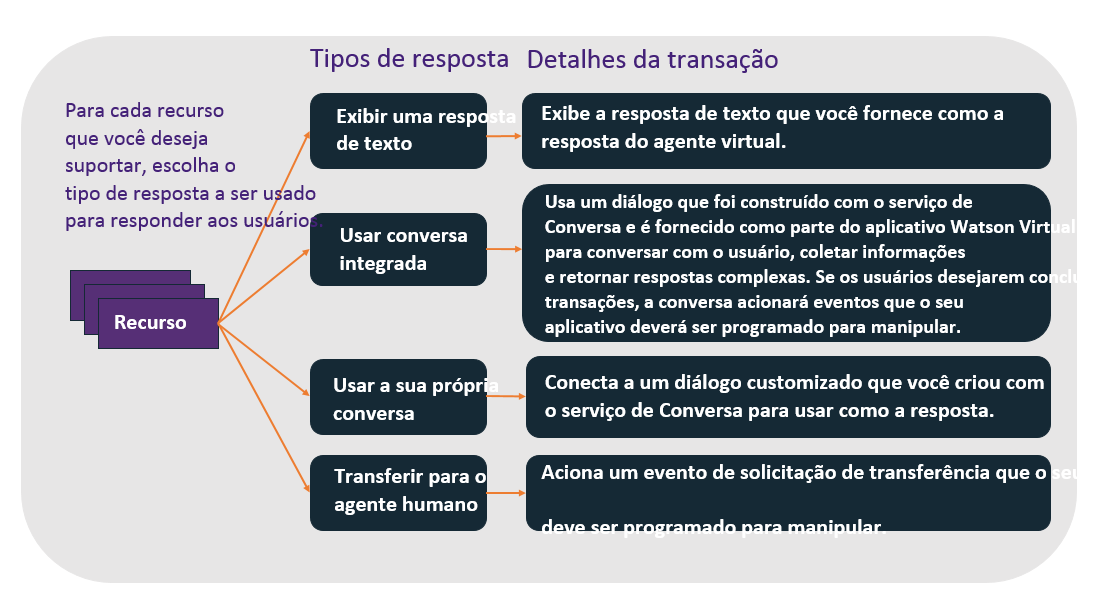 Tipos de resposta
Detalhes da transação
Para cada recurso
que você deseja
suportar, escolha o
tipo de resposta a ser usado
para responder aos usuários.
Recurso
Exibir uma resposta
de texto
Exibe a resposta de texto que você fornece como a
resposta do agente virtual.
Usar conversa
integrada
Usa um diálogo que foi construído com o serviço de
Conversa e é fornecido como parte do aplicativo Watson Virtual
para conversar com o usuário, coletar informações
e retornar respostas complexas. Se os usuários desejarem
transações, a conversa acionará eventos que o seu
aplicativo deverá ser programado para manipular.
Usar a sua própria
conversa
Conecta a um diálogo customizado que você criou com
o serviço de Conversa para usar como a resposta.
Transferir para o
agente humano
Aciona um evento de solicitação de transferência que o seu
deve ser programado para manipular.